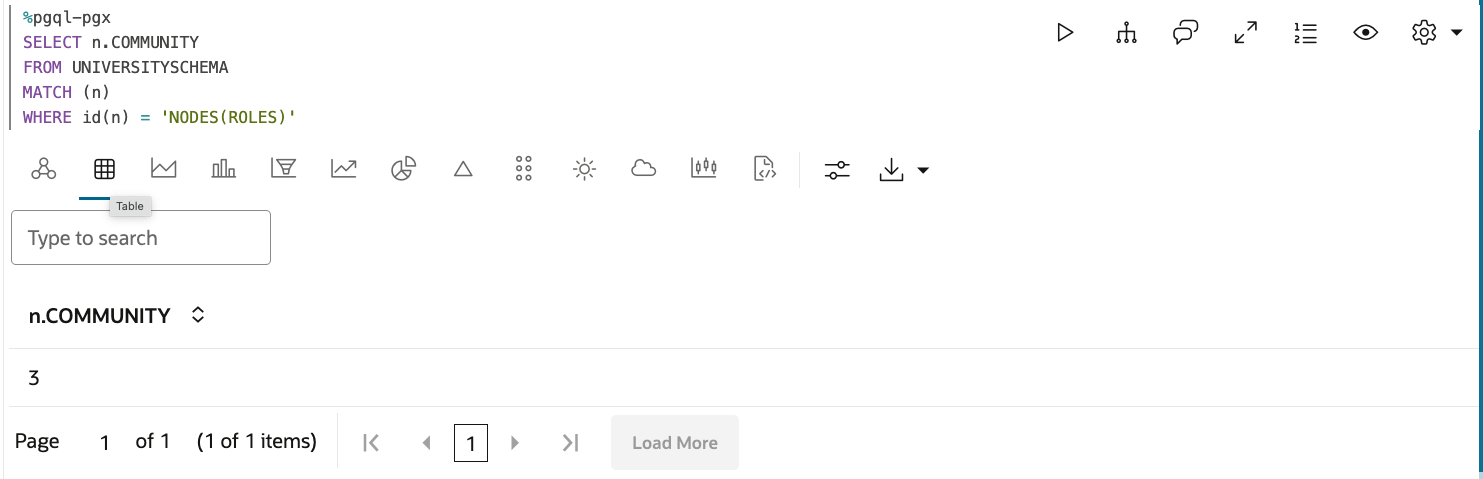 %pgql-pgx
SELECT n.COMMUNITY
FROM UNIVERSITYSCHEMA
MATCH (n)
WHERE id(n) = 'NODES(ROLES)'
Table
Type to search
n.COMMUNITY
3
Page 1 of 1 (1 of 1 items) 1 Load More